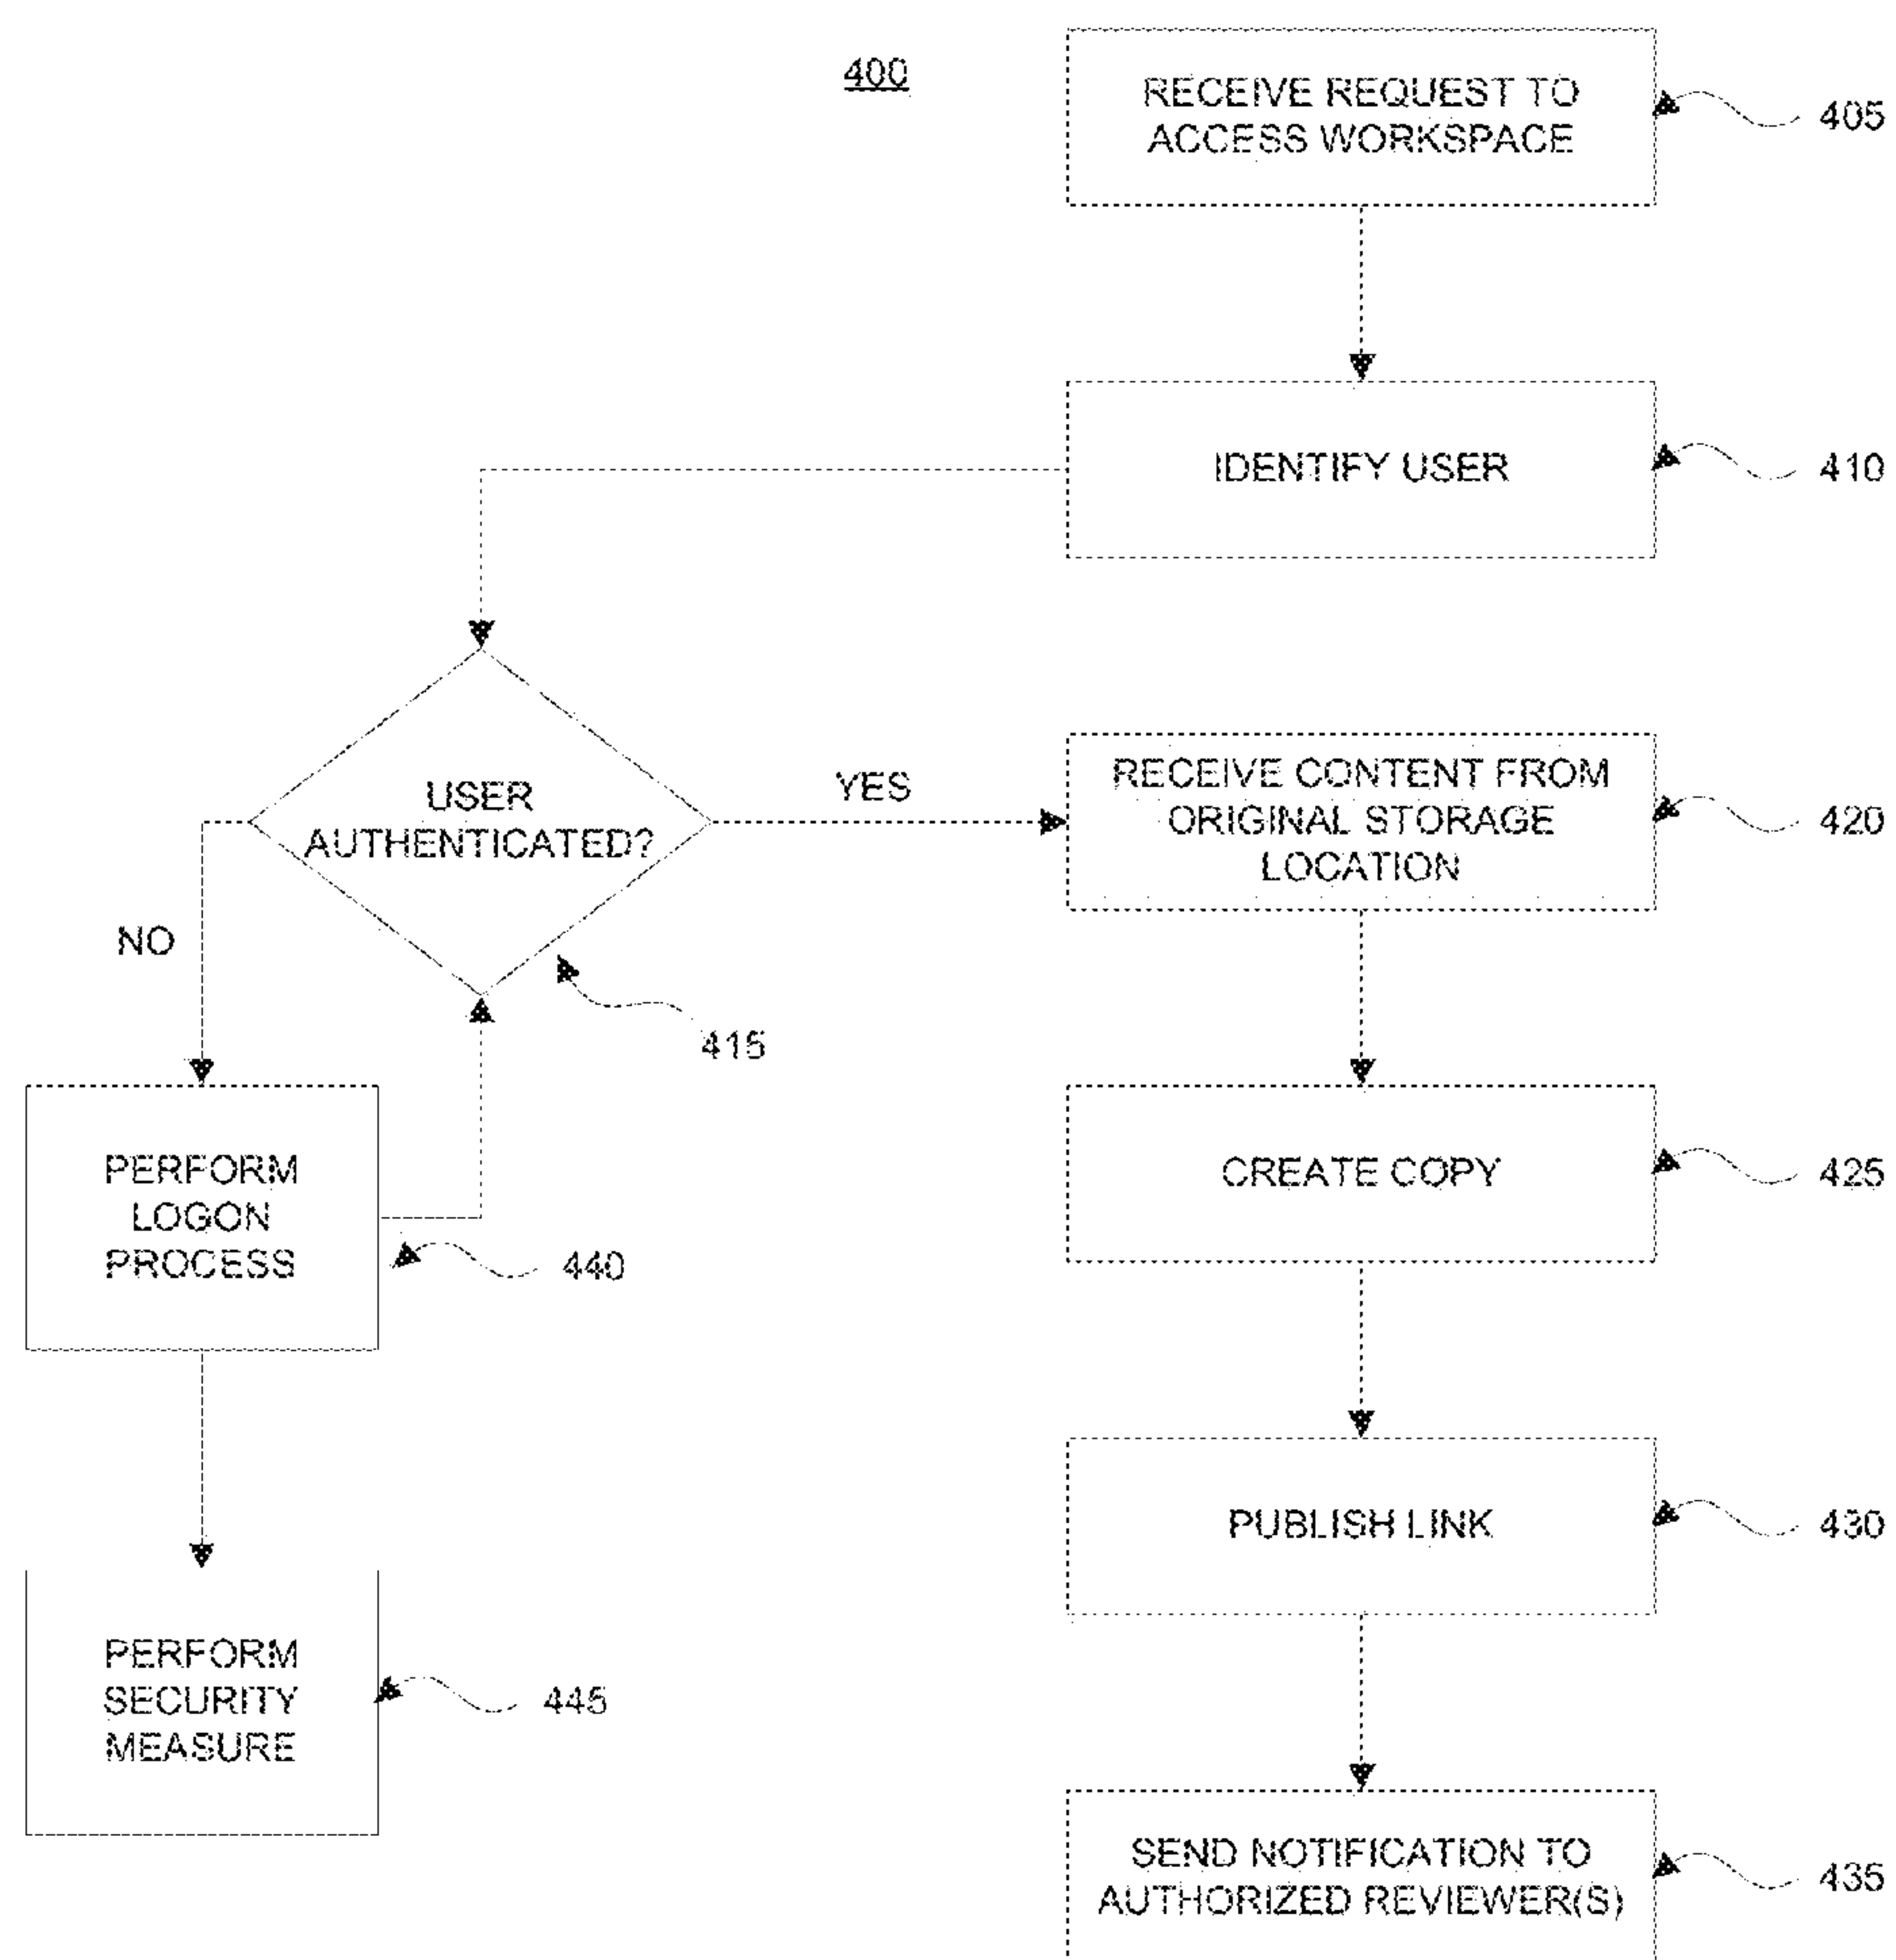 400
RECEIVE REQUEST TO
ACCESS WORKSPACE
405
IDENTIFY USER
410
USER
AUTHENTICATED?
415
YES
NO
RECEIVE CONTENT FROM
ORIGINAL STORAGE
LOCATION
420
PERFORM
LOGON
PROCESS
440
CREATE COPY
425
PUBLISH LINK
430
PERFORM
SECURITY
MEASURE
445
SEND NOTIFICATION TO
AUTHORIZED REVIEWER(S)
435